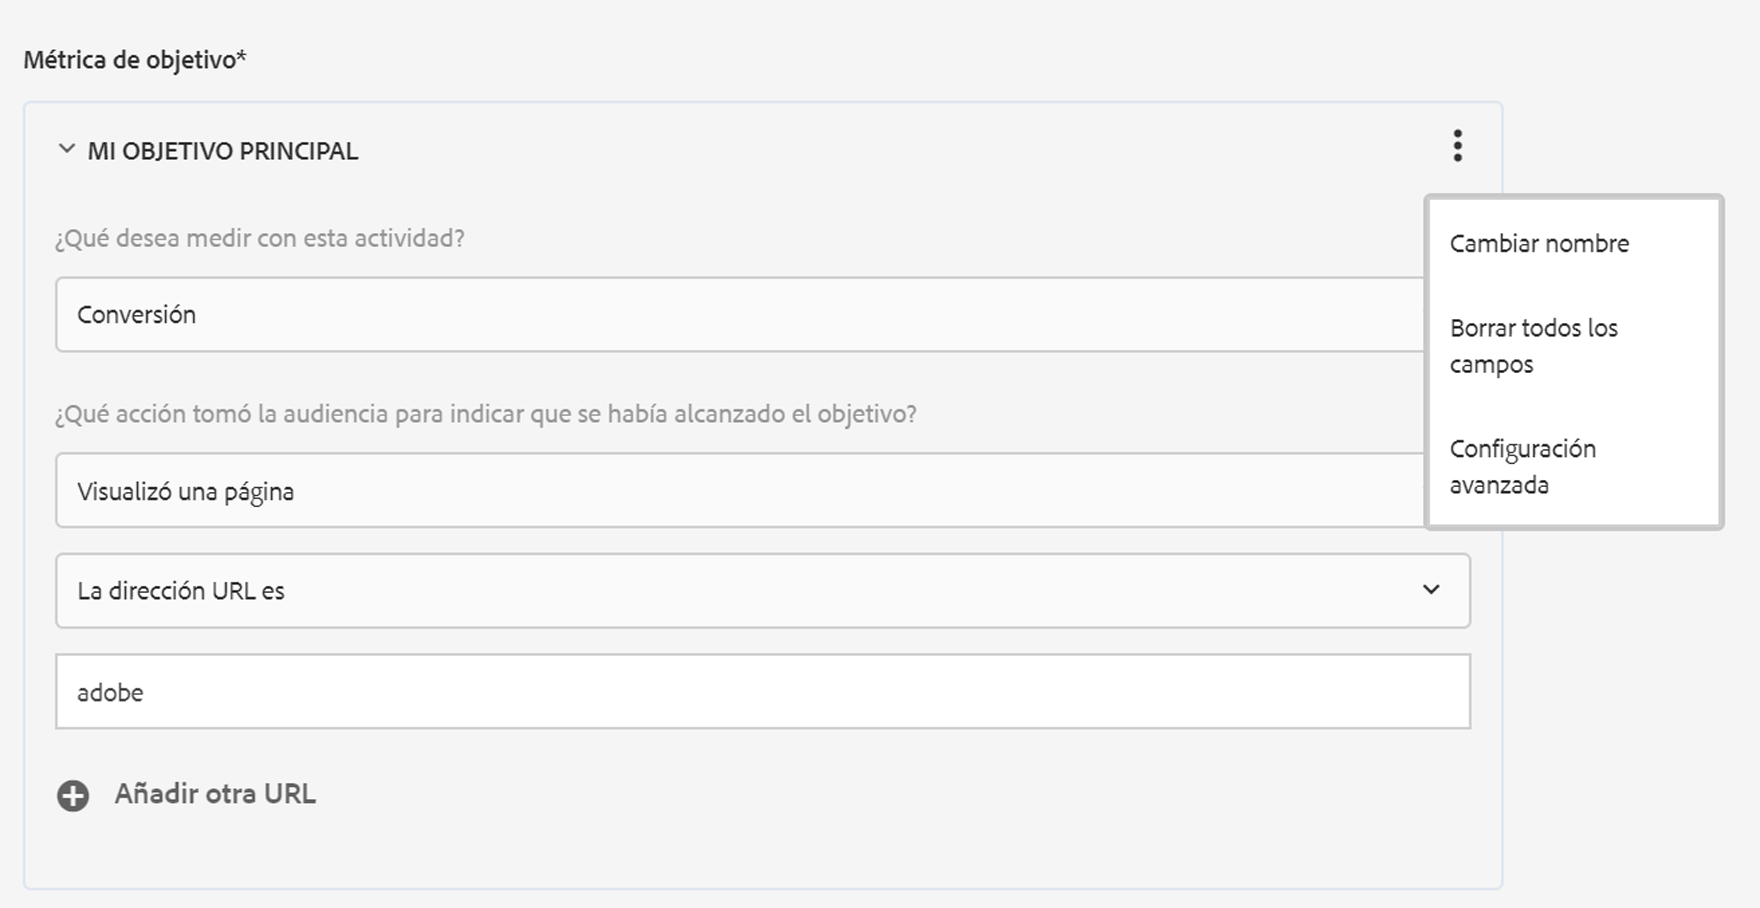 Métrica de objetivo*
MI OBJETIVO PRINCIPAL
¿Qué desea medir con esta actividad?
Conversión
¿Qué acción tomó la audiencia para indicar que se había alcanzado el objetivo?
Visualizó una página
La dirección URL es
adobe
Añadir otra URL
Cambiar nombre
Borrar todos los
campos
Configuración
avanzada